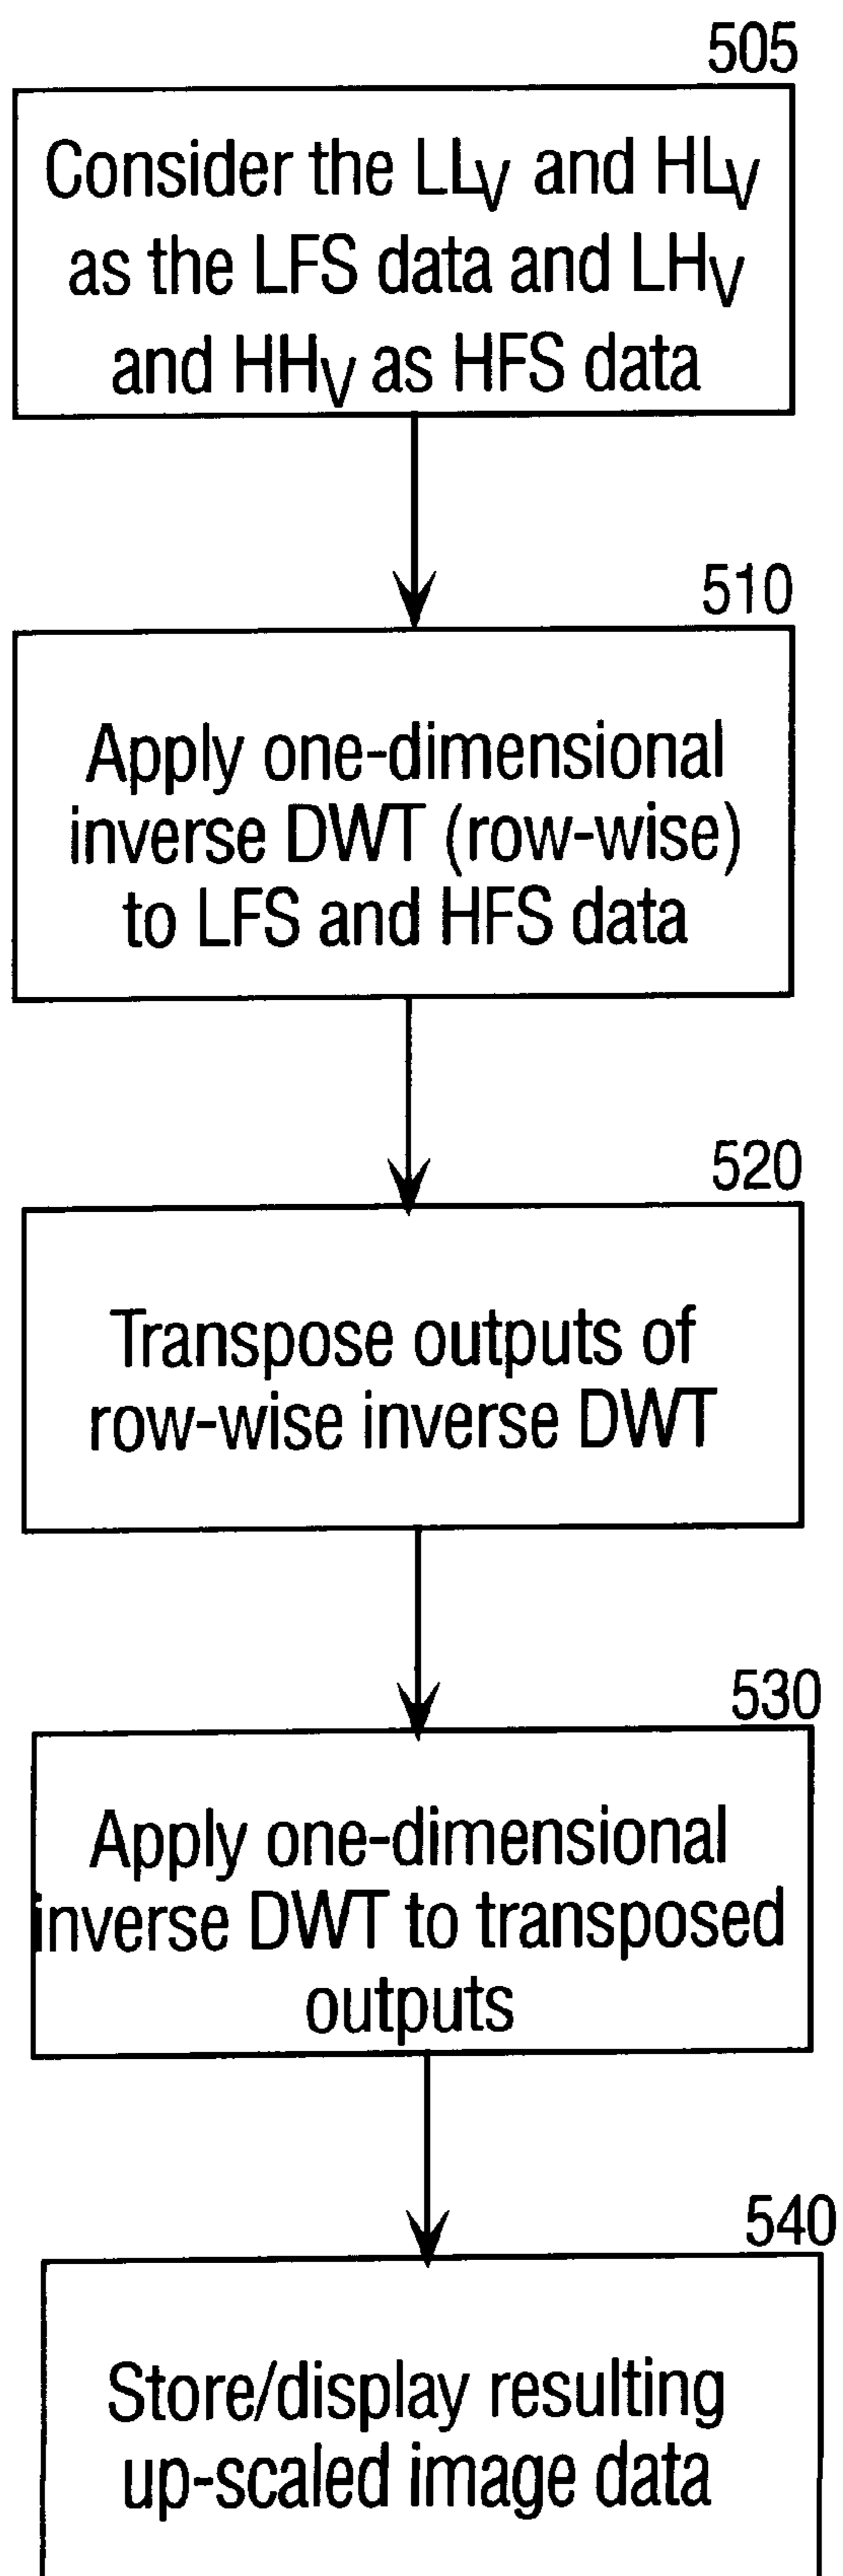 505
Consider the LLV and HLV
as the LFS data and LHV
and HHV as HFS data
510
Apply one-dimensional
inverse DWT (row-wise)
to LFS and HFS data
520
Transpose outputs of
row-wise inverse DWT
530
Apply one-dimensional
inverse DWT to transposed
outputs
540
Store/display resulting
up-scaled image data